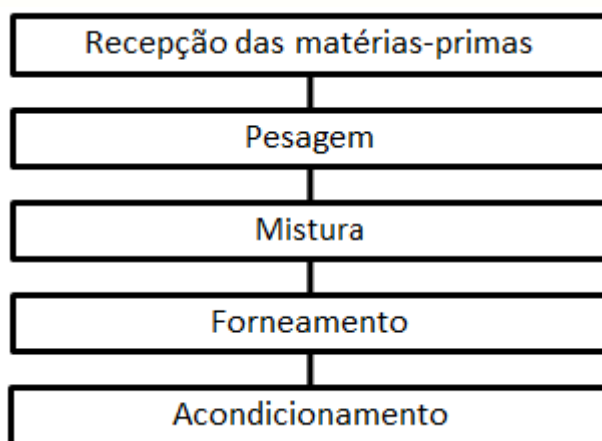 Recepção das matérias-primas
Pesagem
Mistura
Forneamento
Acondicionamento